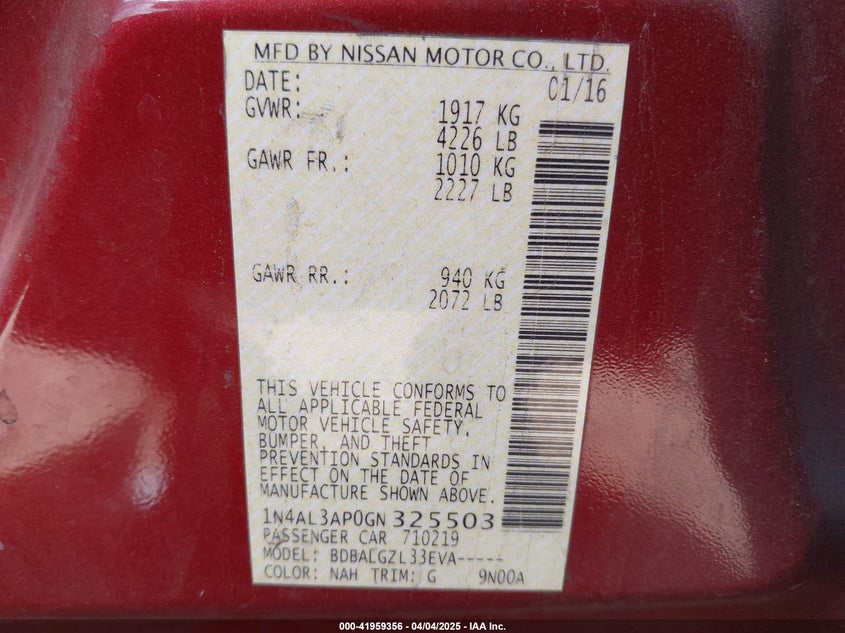 MFD BY NISSAN MOTOR CO., LTD.
DATE: 01/16
GVWR: 1917 KG
4226 LB
GAWR FR.: 1010 KG
2227 LB
GAWR RR.: 940 KG
2072 LB
THIS VEHICLE CONFORMS TO
ALL APPLICABLE FEDERAL
MOTOR VEHICLE SAFETY,
BUMPER, AND THEFT
PREVENTION STANDARDS IN
EFFECT ON THE DATE OF
MANUFACTURE SHOWN ABOVE.
1N4AL3AP0GN325503
PASSENGER CAR 710219
MODEL: BDBALGZL33EVA-----
COLOR: NAH TRIM: G 9N00A
000-41959356 - 04/04/2025 - IAA Inc.